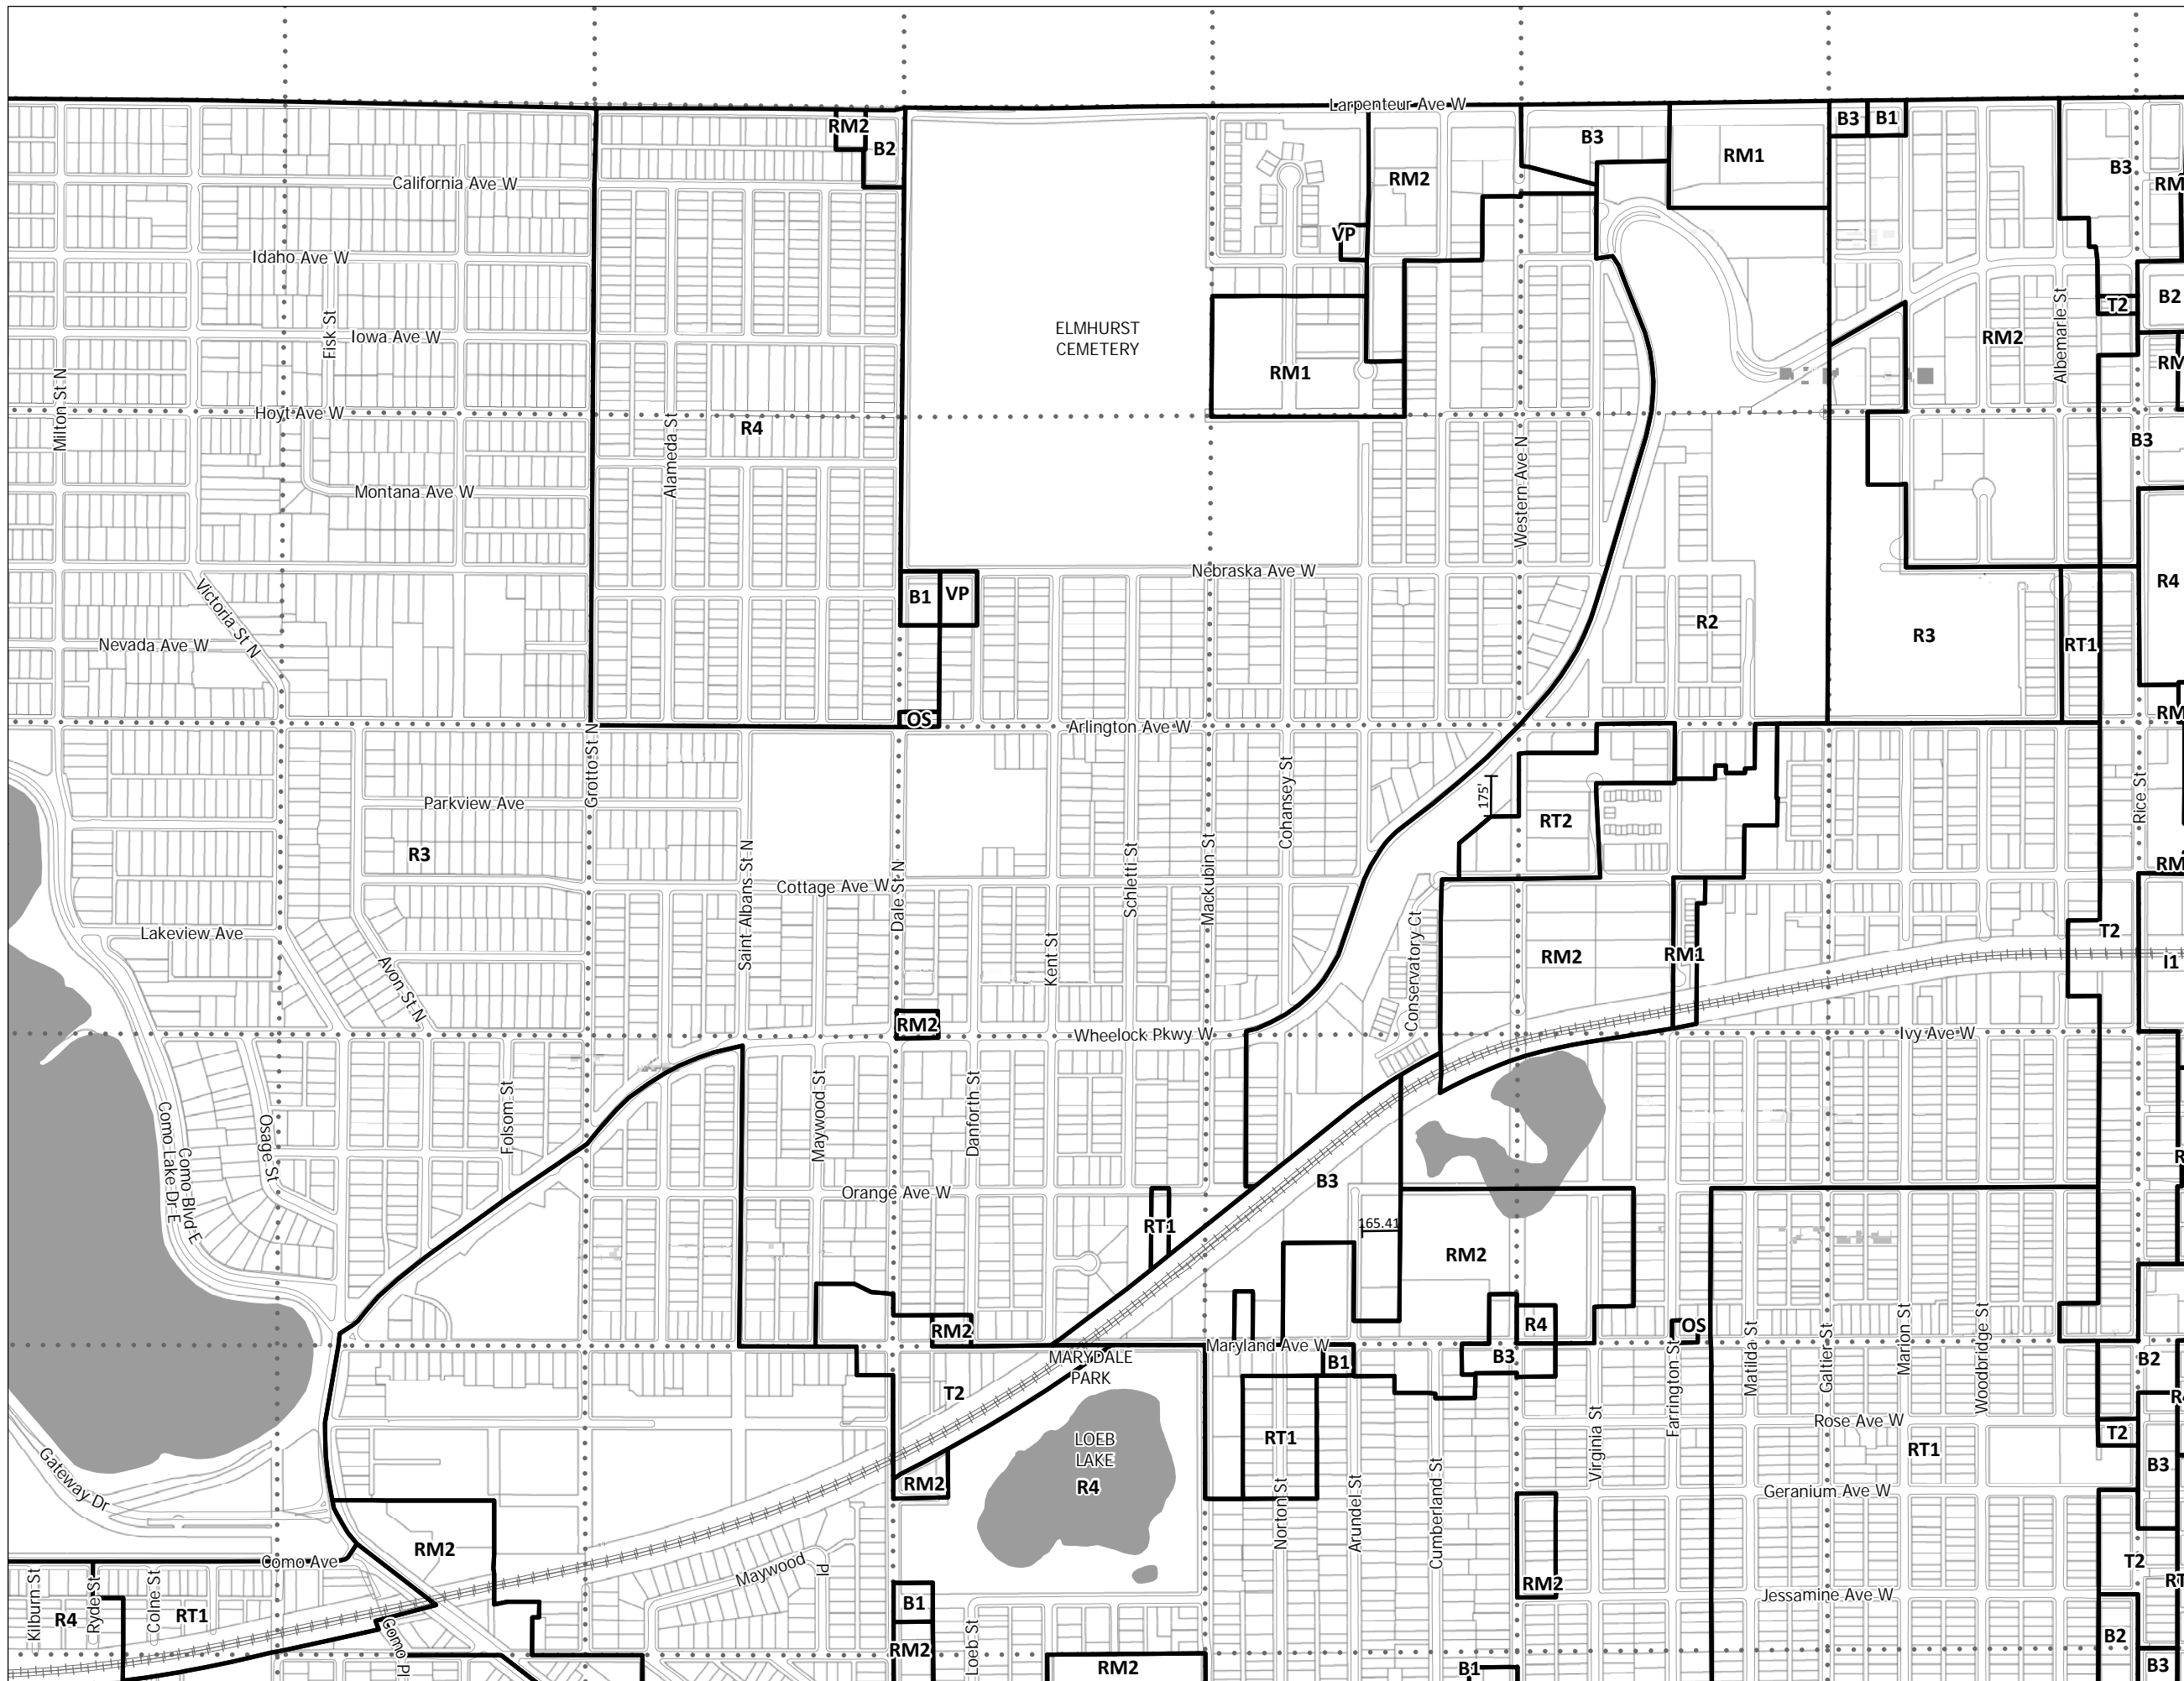 Larpenteur Ave W
RM2
B2
B3
RM1
B3
B1
B3
RM2
RM
California Ave W
VP
Idaho Ave W
Iowa Ave W
Fisk St
ELMHURST
CEMETERY
RM1
B2
T2
RM2
Albemarle St
RM
Milton St N
Hoyt Ave W
Alameda St
R4
Western Ave N
B3
Montana Ave W
Nebraska Ave W
B1
VP
R4
Victoria St N
Nevada Ave W
R2
R3
RT1
OS
Arlington Ave W
RM
Grotto St N
Parkview Ave
Cohansey St
175'
RT2
Rice St
R3
Saint Albans St N
Cottage Ave W
Dale St N
Schletti St
Mackubin St
RM
Lakeview Ave
Avon St N
Kent St
Conservatory Ct
RM2
RM1
T2
I1
RM2
Wheelock Pkwy W
Ivy Ave W
Como Lake Dr E
Como Blvd E
Osage St
Folsom St
Maywood St
Danforth St
Orange Ave W
RT1
B3
165.41
RM2
R
RM2
Maryland Ave W
MARYDALE
PARK
B1
R4
B3
OS
Farrington St
Matilda St
Galtier St
Marion St
Woodbridge St
B2
T2
LOEB
LAKE
R4
RT1
Rose Ave W
RT1
T2
B3
Virginia St
Gateway Dr
RM2
Geranium Ave W
Norton St
Arundel St
Cumberland St
RM2
Como Ave
Maywood Pl
RM2
Jessamine Ave W
T2
RT
Kilburn St
R4
Ryde St
Colne St
RT1
Como Pl
B1
RM2
Loeb St
RM2
B1
B2
B3